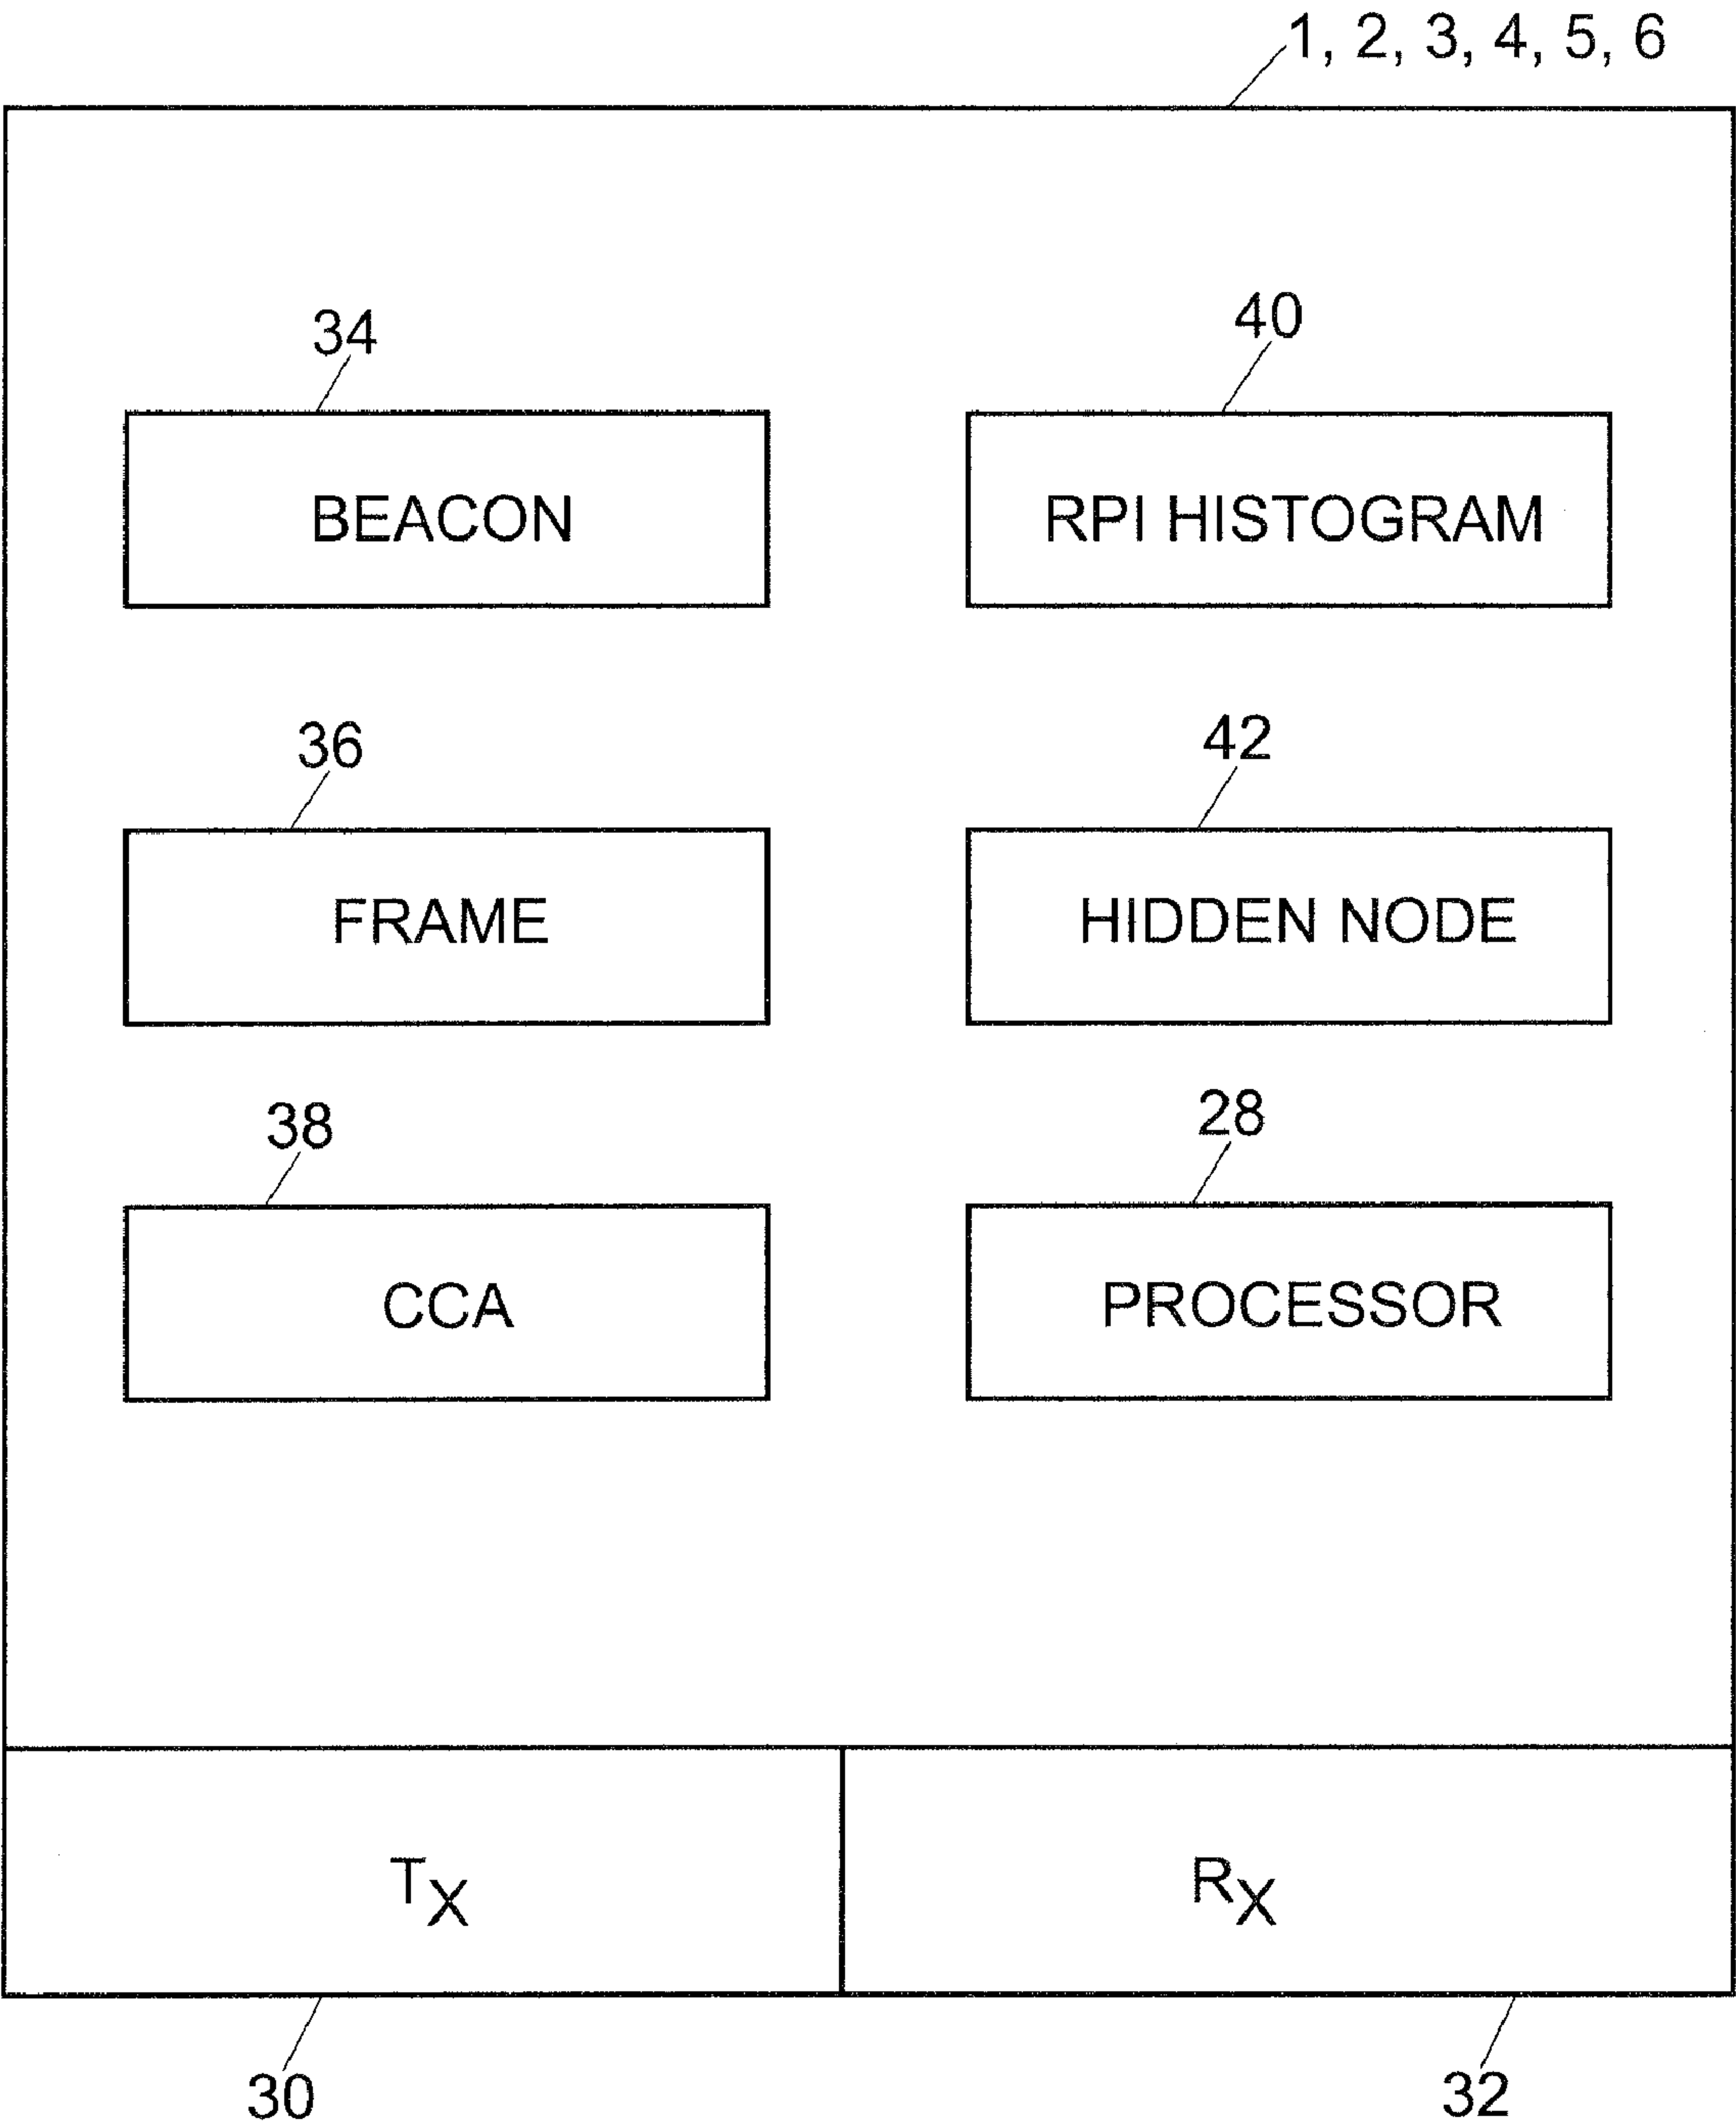 1, 2, 3, 4, 5, 6
34
40
BEACON
RPI HISTOGRAM
36
42
FRAME
HIDDEN NODE
38
28
CCA
PROCESSOR
TX
RX
30
32